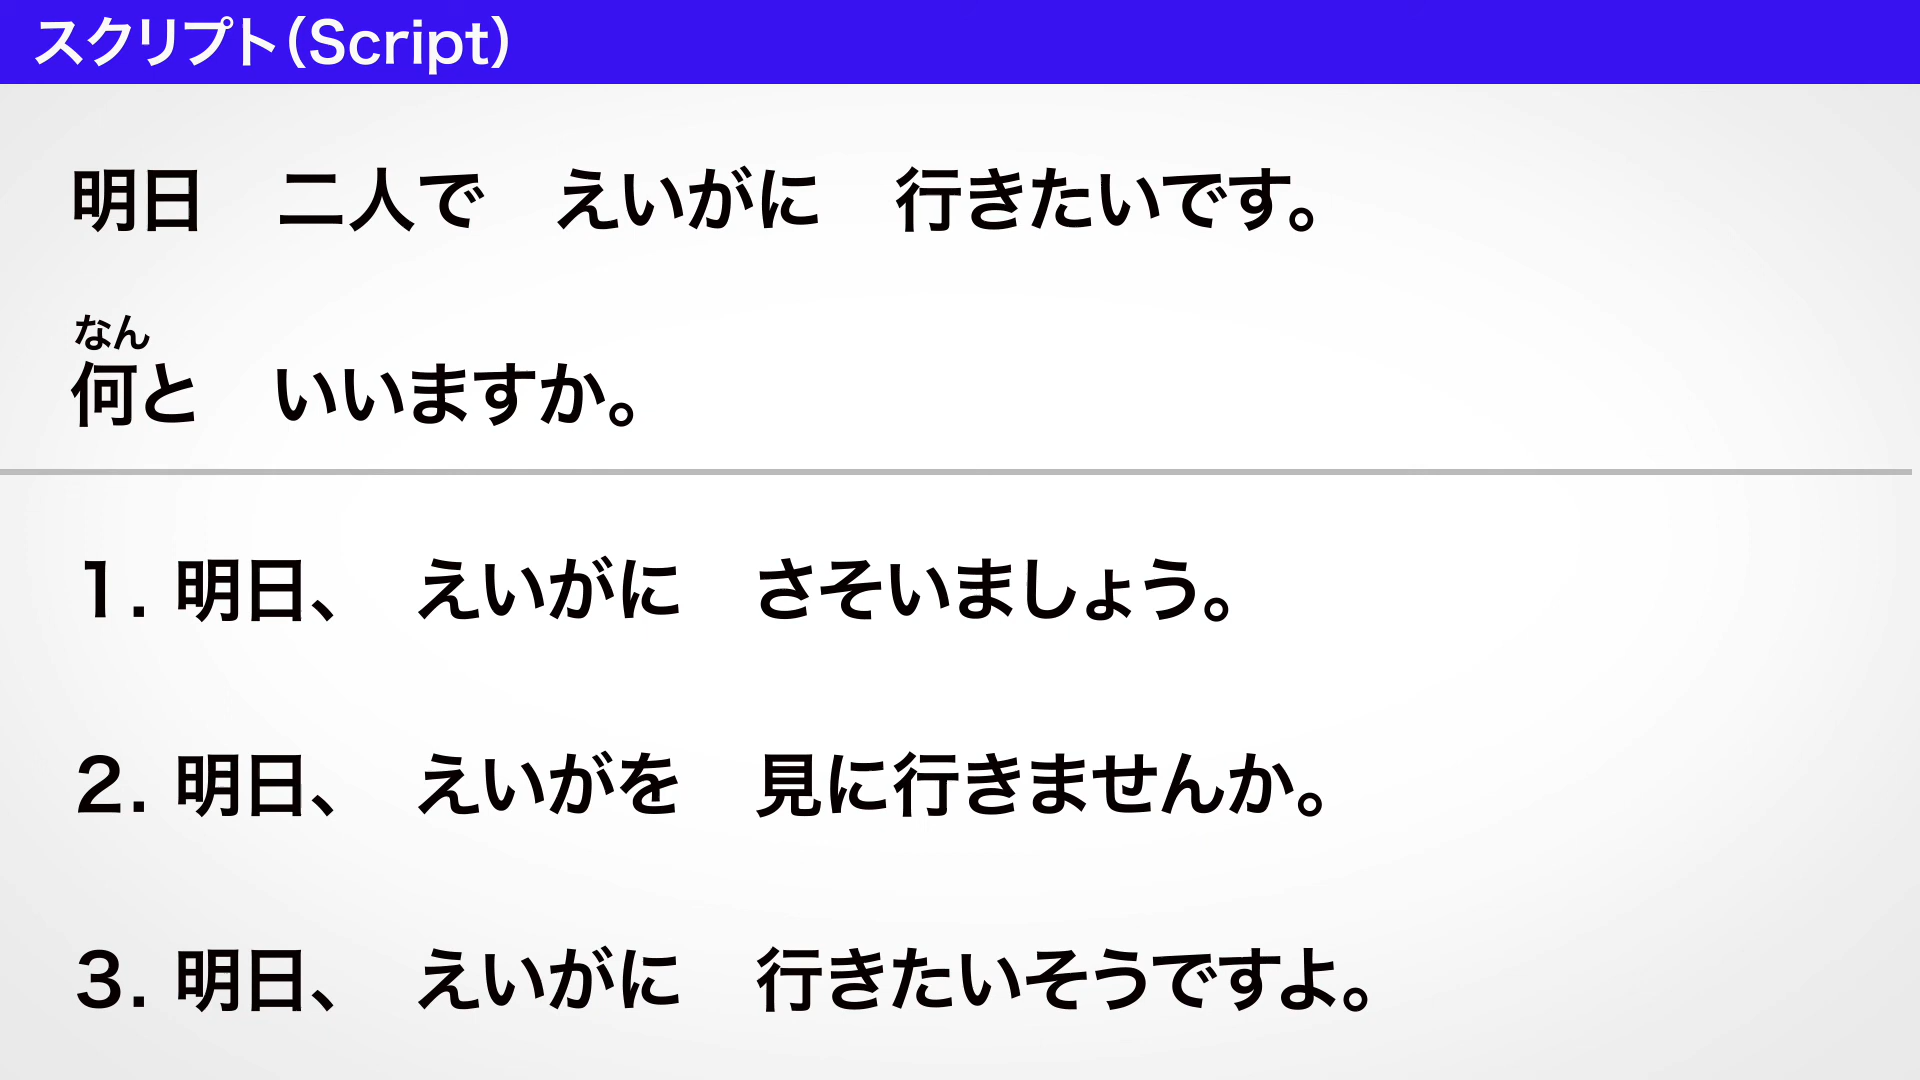 スクリプト（Script）
明日　二人で　えいがに　行きたいです。
なん
何と　いいますか。
1. 明日、　えいがに　さそいましょう。
2. 明日、　えいがを　見に行きませんか。
3. 明日、　えいがに　行きたいそうですよ。